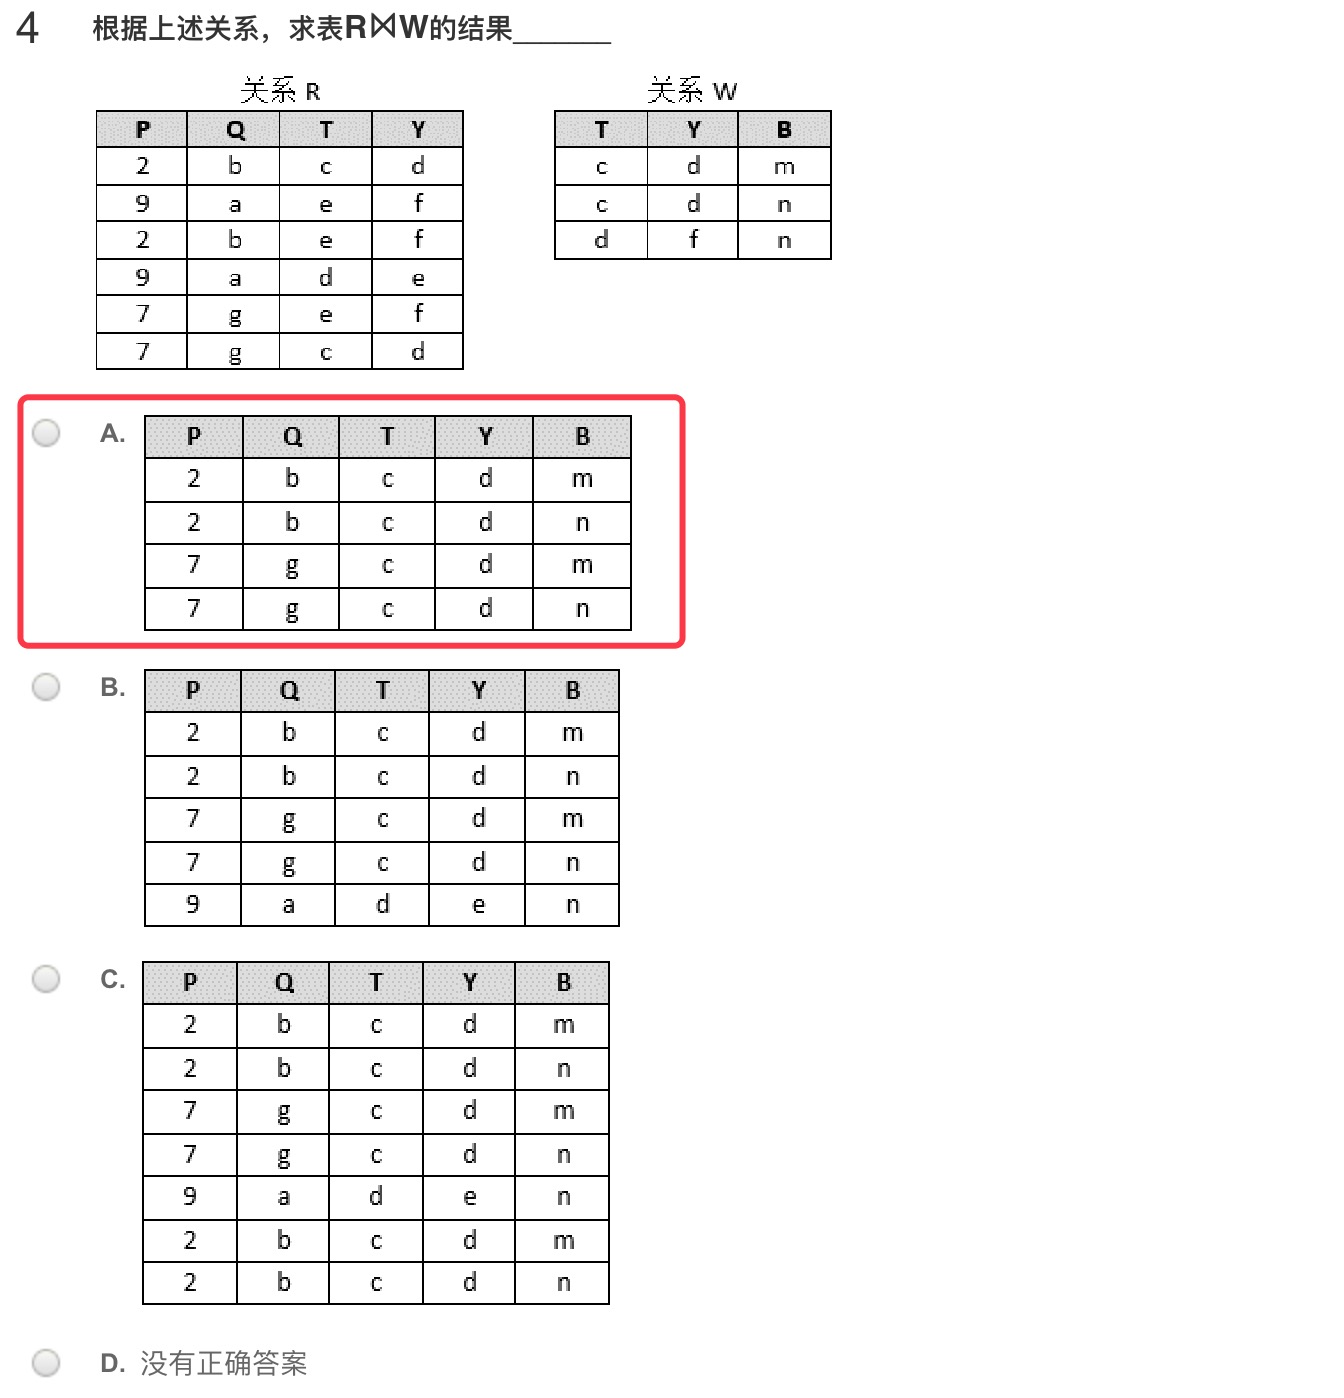 4 根据上述关系，求表R⋈W的结果_______
关系 R 关系 W
P Q T Y T Y B
2 b c d c d m
9 a e f c d n
2 b e f d f n
9 a d e
7 g e f
7 g c d
A. P Q T Y B
2 b c d m
2 b c d n
7 g c d m
7 g c d n
B. P Q T Y B
2 b c d m
2 b c d n
7 g c d m
7 g c d n
9 a d e n
C. P Q T Y B
2 b c d m
2 b c d n
7 g c d m
7 g c d n
9 a d e n
2 b c d m
2 b c d n
D. 没有正确答案